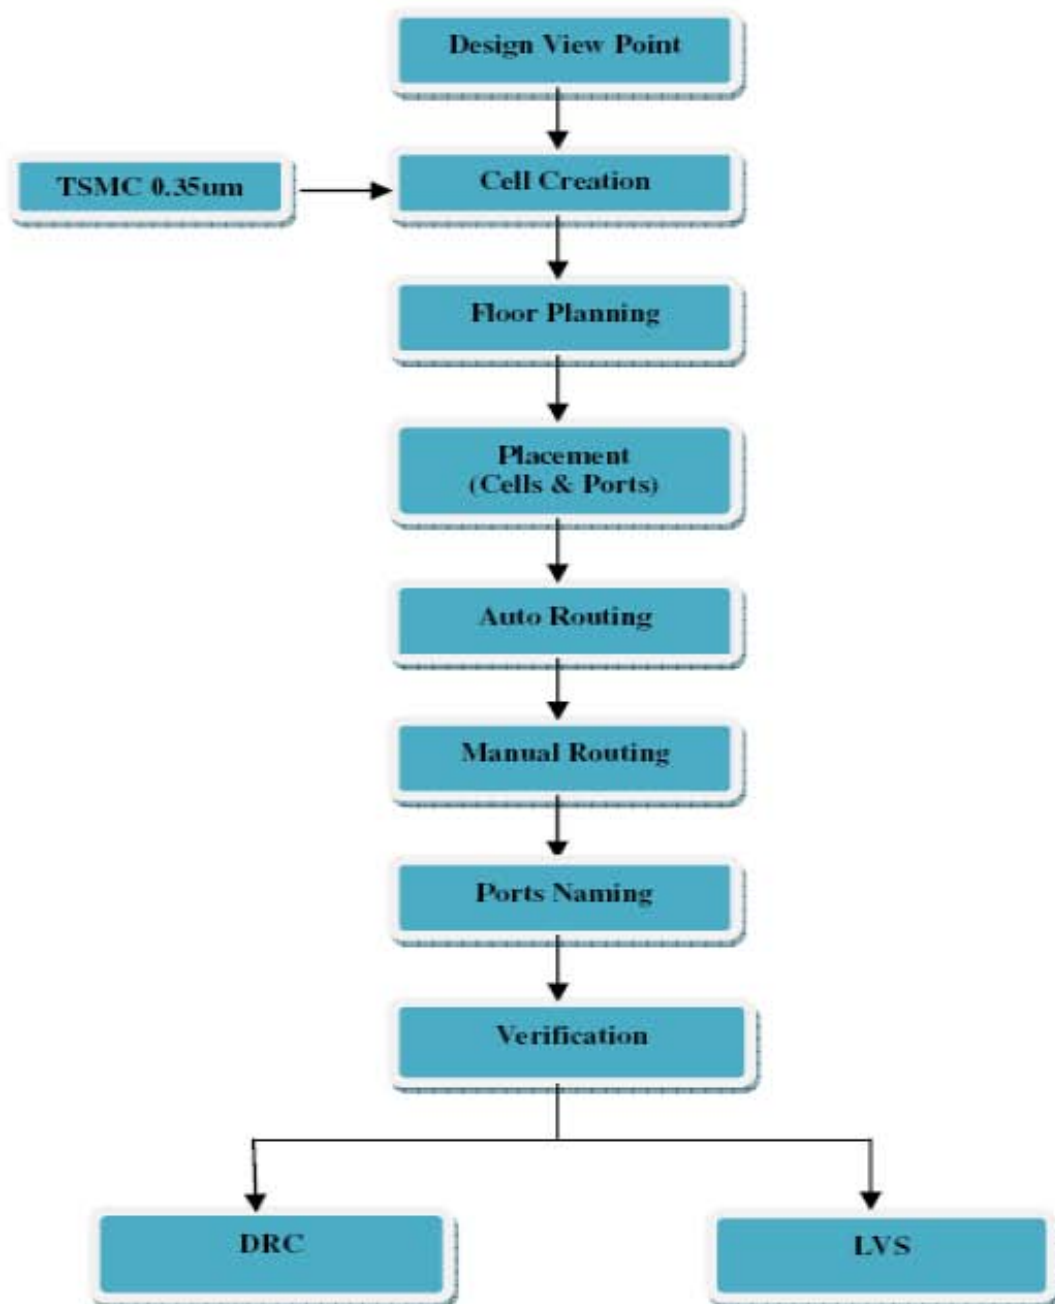 Design View Point
TSMC 0.35um
Cell Creation
Floor Planning
Placement
(Cells & Ports)
Auto Routing
Manual Routing
Ports Naming
Verification
DRC
LVS